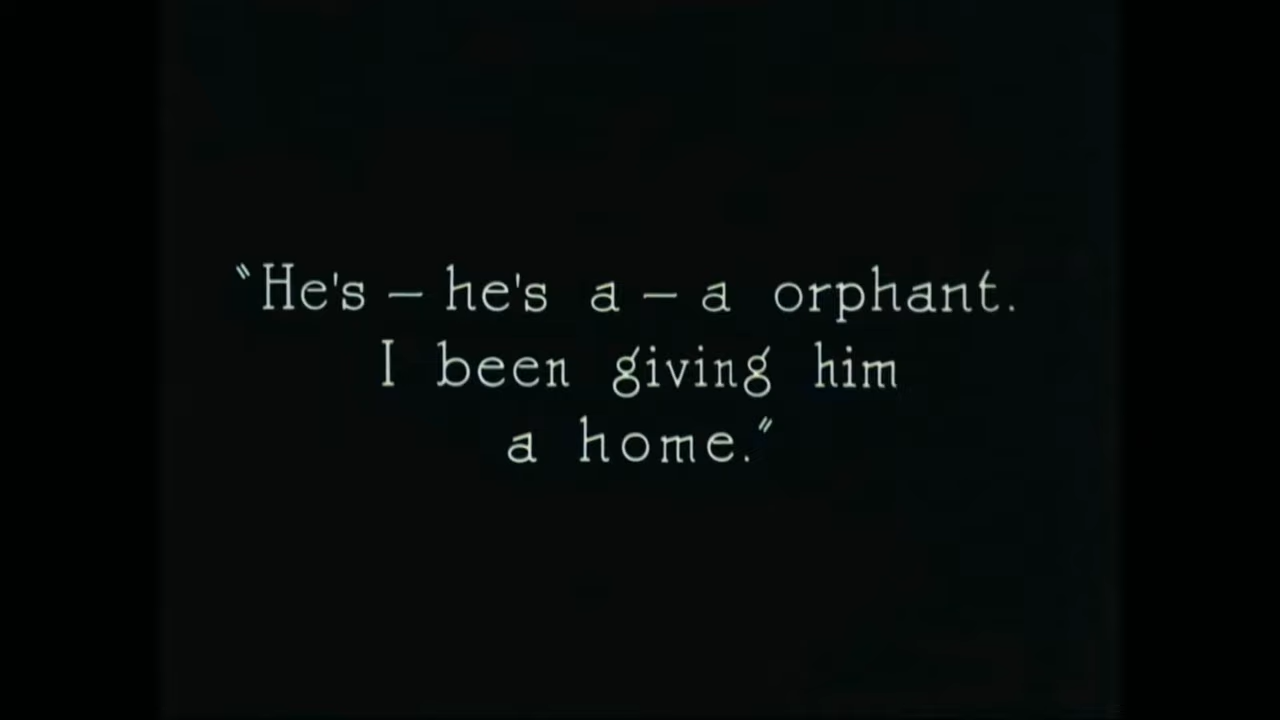 "He's – he's a – a orphant.
I been giving him
a home."